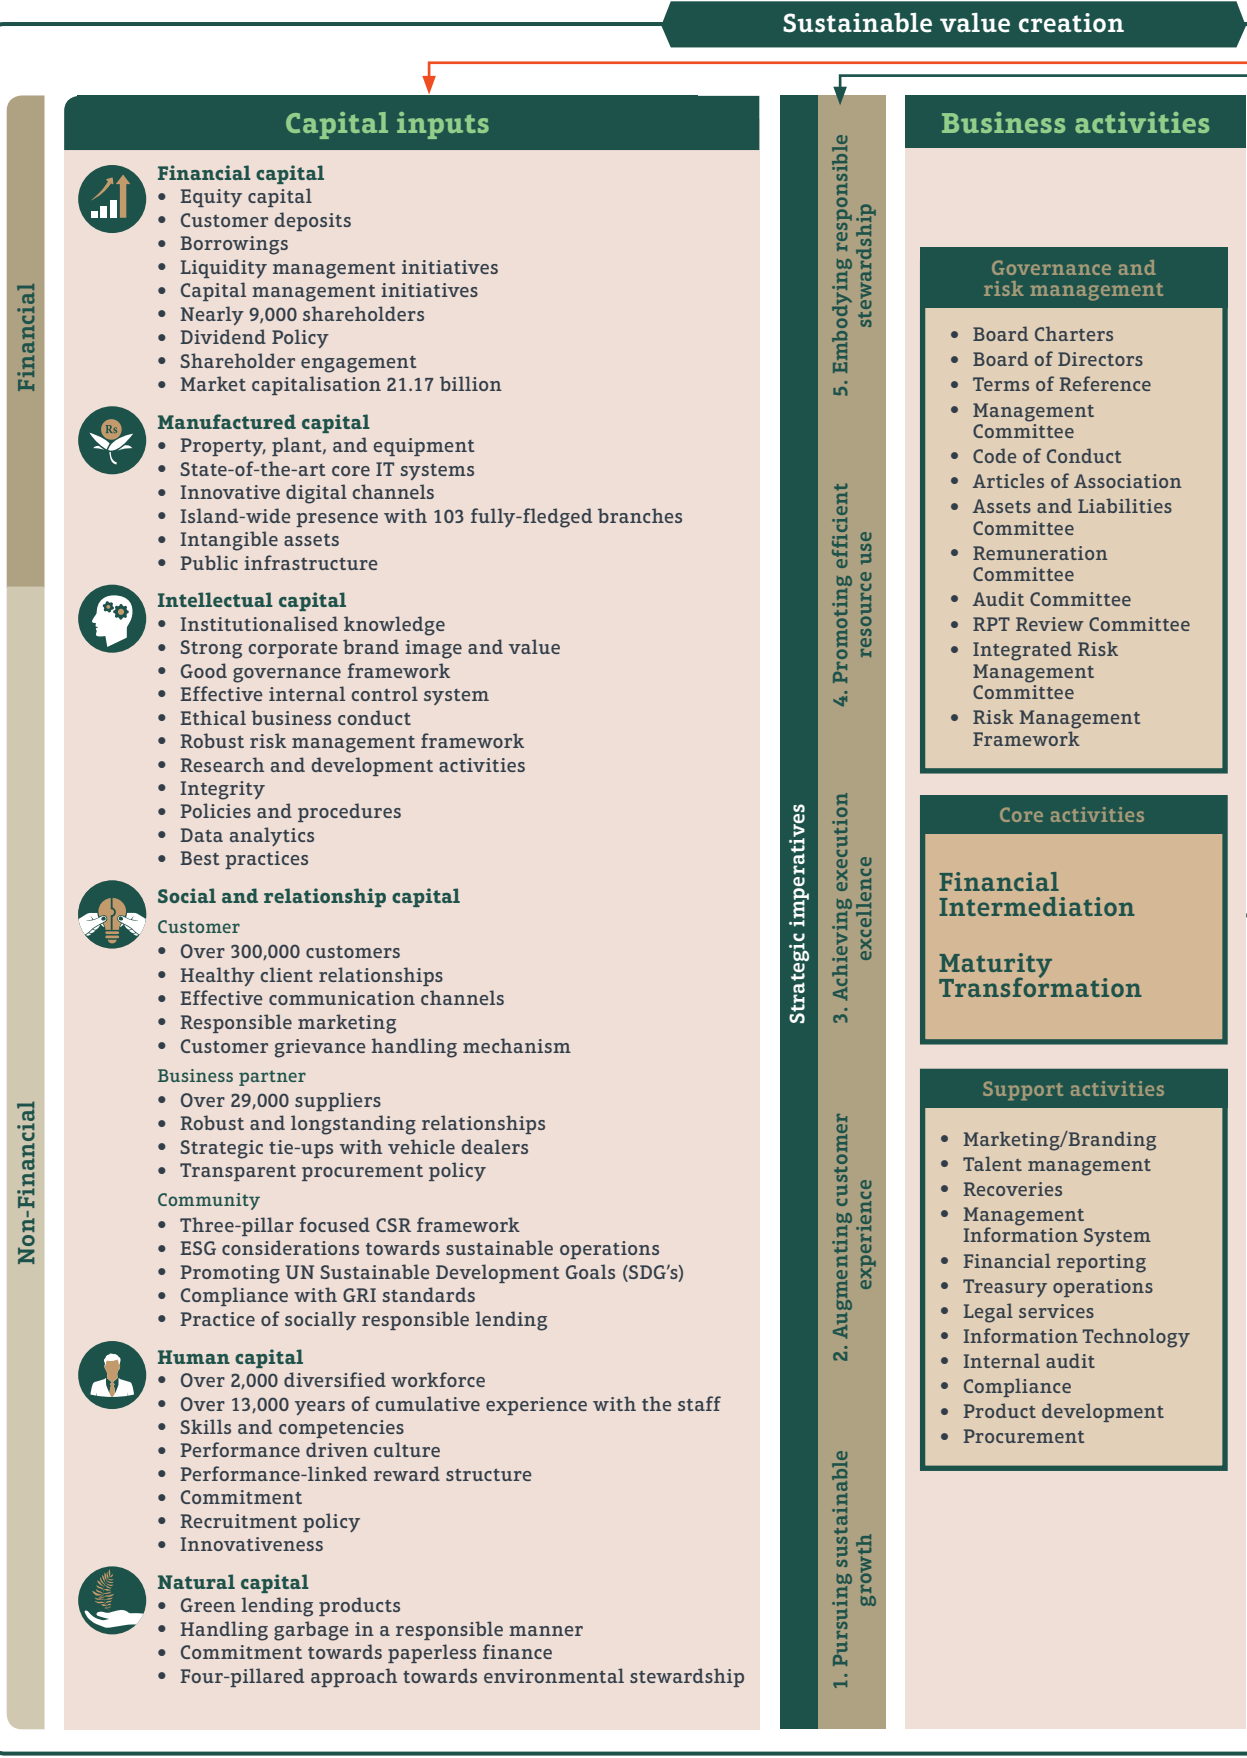 Sustainable value creation
Financial
Non-Financial
Capital inputs
Financial capital
• Equity capital
• Customer deposits
• Borrowings
• Liquidity management initiatives
• Capital management initiatives
• Nearly 9,000 shareholders
• Dividend Policy
• Shareholder engagement
• Market capitalisation 21.17 billion
Rs
Manufactured capital
• Property, plant, and equipment
• State-of-the-art core IT systems
• Innovative digital channels
• Island-wide presence with 103 fully-fledged branches
• Intangible assets
• Public infrastructure
Intellectual capital
• Institutionalised knowledge
• Strong corporate brand image and value
• Good governance framework
• Effective internal control system
• Ethical business conduct
• Robust risk management framework
• Research and development activities
• Integrity
• Policies and procedures
• Data analytics
• Best practices
Social and relationship capital
Customer
• Over 300,000 customers
• Healthy client relationships
• Effective communication channels
• Responsible marketing
• Customer grievance handling mechanism
Business partner
• Over 29,000 suppliers
• Robust and longstanding relationships
• Strategic tie-ups with vehicle dealers
• Transparent procurement policy
Community
• Three-pillar focused CSR framework
• ESG considerations towards sustainable operations
• Promoting UN Sustainable Development Goals (SDG’s)
• Compliance with GRI standards
• Practice of socially responsible lending
Human capital
• Over 2,000 diversified workforce
• Over 13,000 years of cumulative experience with the staff
• Skills and competencies
• Performance driven culture
• Performance-linked reward structure
• Commitment
• Recruitment policy
• Innovativeness
Natural capital
• Green lending products
• Handling garbage in a responsible manner
• Commitment towards paperless finance
• Four-pillared approach towards environmental stewardship
Strategic imperatives
5. Embodying responsible
stewardship
4. Promoting efficient
resource use
3. Achieving execution
excellence
2. Augmenting customer
experience
1. Pursuing sustainable
growth
Business activities
Governance and
risk management
• Board Charters
• Board of Directors
• Terms of Reference
• Management
Committee
• Code of Conduct
• Articles of Association
• Assets and Liabilities
Committee
• Remuneration
Committee
• Audit Committee
• RPT Review Committee
• Integrated Risk
Management
Committee
• Risk Management
Framework
Core activities
Financial
Intermediation
Maturity
Transformation
Support activities
• Marketing/Branding
• Talent management
• Recoveries
• Management
Information System
• Financial reporting
• Treasury operations
• Legal services
• Information Technology
• Internal audit
• Compliance
• Product development
• Procurement